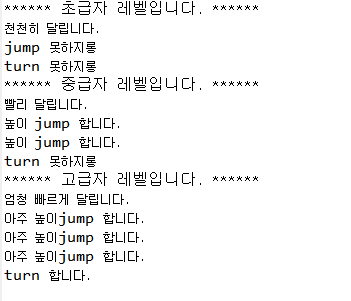 ****** 초급자 레벨입니다. ******
천천히 달립니다.
jump 못하지롱
turn 못하지롱
****** 중급자 레벨입니다. ******
빨리 달립니다.
높이 jump 합니다.
높이 jump 합니다.
turn 못하지롱
****** 고급자 레벨입니다. ******
엄청 빠르게 달립니다.
아주 높이jump 합니다.
아주 높이jump 합니다.
아주 높이jump 합니다.
turn 합니다.